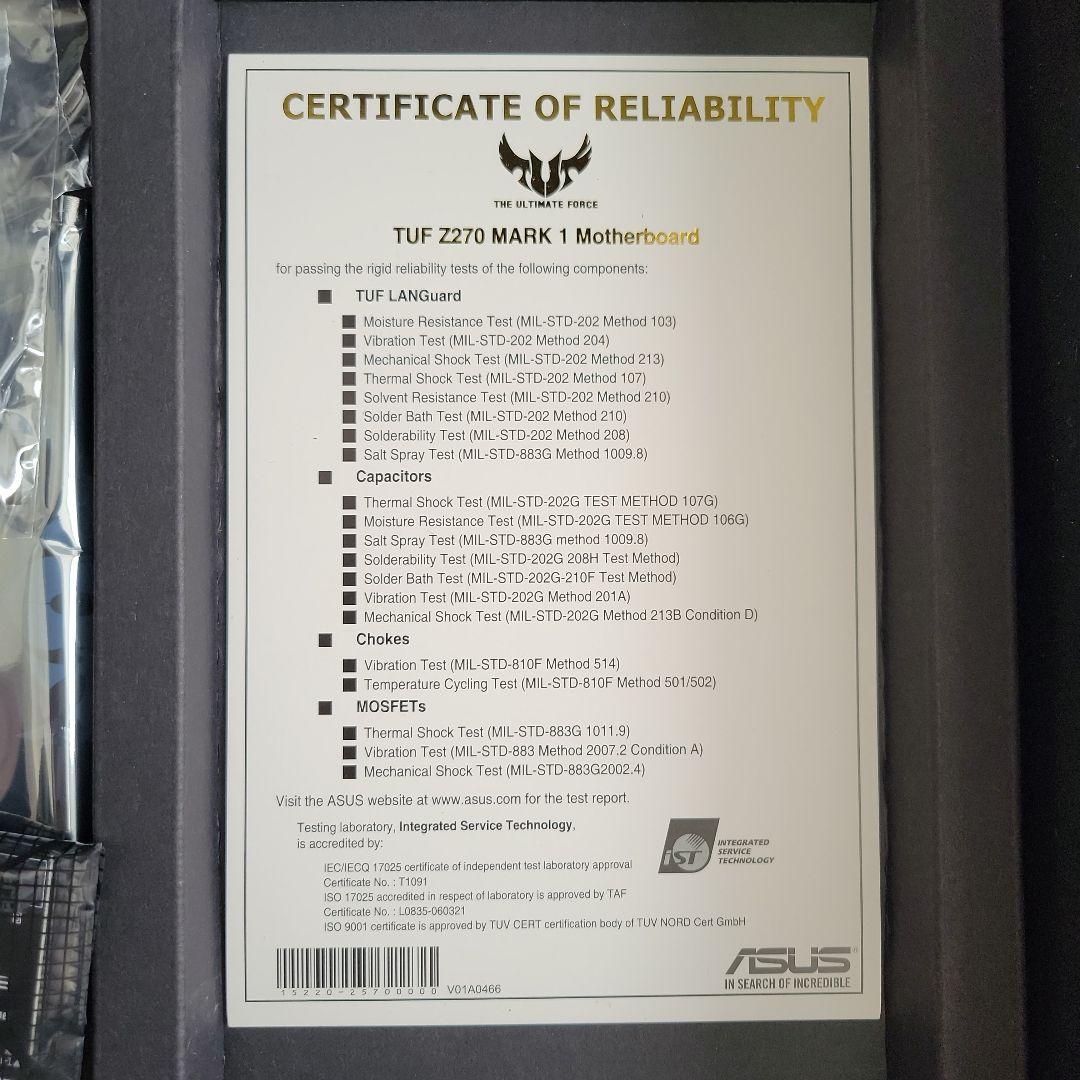 CERTIFICATE OF RELIABILITY
TUF
THE ULTIMATE FORCE
TUF Z270 MARK 1 Motherboard
for passing the rigid reliability tests of the following components:
TUF LANGuard
Moisture Resistance Test (MIL-STD-202 Method 103)
Vibration Test (MIL-STD-202 Method 204)
Mechanical Shock Test (MIL-STD-202 Method 213)
Thermal Shock Test (MIL-STD-202 Method 107)
Solvent Resistance Test (MIL-STD-202 Method 210)
Solder Bath Test (MIL-STD-202 Method 210)
Solderability Test (MIL-STD-202 Method 208)
Salt Spray Test (MIL-STD-883G Method 1009.8)
Capacitors
Thermal Shock Test (MIL-STD-202G TEST METHOD 107G)
Moisture Resistance Test (MIL-STD-202G TEST METHOD 106G)
Salt Spray Test (MIL-STD-883G method 1009.8)
Solderability Test (MIL-STD-202G 208H Test Method)
Solder Bath Test (MIL-STD-202G-210F Test Method)
Vibration Test (MIL-STD-202G Method 201A)
Mechanical Shock Test (MIL-STD-202G Method 213B Condition D)
Chokes
Vibration Test (MIL-STD-810F Method 514)
Temperature Cycling Test (MIL-STD-810F Method 501/502)
MOSFETs
Thermal Shock Test (MIL-STD-883G 1011.9)
Vibration Test (MIL-STD-883 Method 2007.2 Condition A)
Mechanical Shock Test (MIL-STD-883G2002.4)
Visit the ASUS website at www.asus.com for the test report.
Testing laboratory, Integrated Service Technology,
is accredited by:
iST
INTEGRATED
SERVICE
TECHNOLOGY
IEC/IECQ 17025 certificate of independent test laboratory approval
Certificate No. : T1091
ISO 17025 accredited in respect of laboratory is approved by TAF
Certificate No. : L0835-060321
ISO 9001 certificate is approved by TUV CERT certification body of TUV NORD Cert GmbH
15220-25700000 V01A0466
ASUS
IN SEARCH OF INCREDIBLE